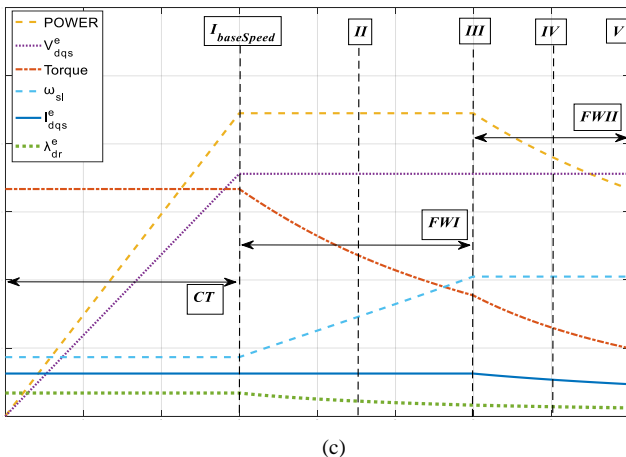 POWER
V^e_dqs
Torque
ω_sl
I^e_dqs
λ^e_dr
I_baseSpeed
II
III
IV
V
FWII
FWI
CT
(c)